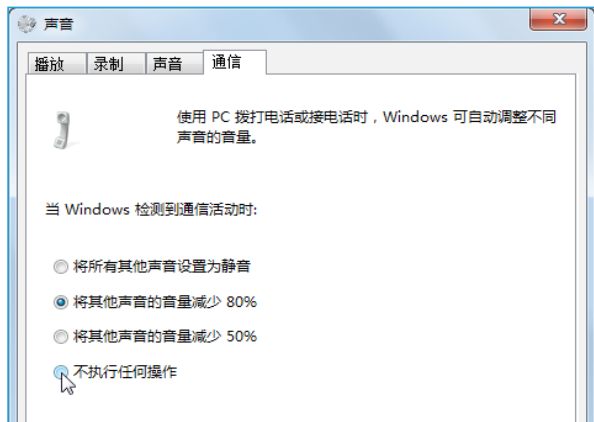 声音
播放 录制 声音 通信
使用 PC 拨打电话或接电话时，Windows 可自动调整不同
声音的音量。
当 Windows 检测到通信活动时:
将所有其他声音设置为静音
将其他声音的音量减少 80%
将其他声音的音量减少 50%
不执行任何操作